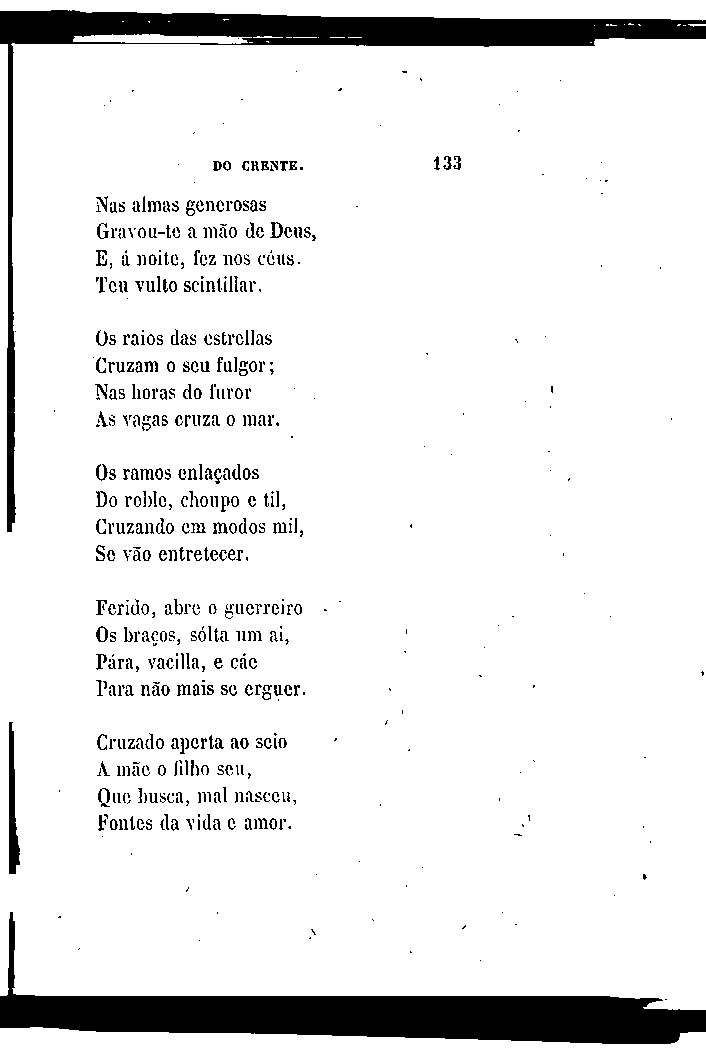 DO CRENTE. 133
Nas almas generosas
Gravou-te a mão de Deus,
E, á noite, fez nos céus.
Teu vulto scintillar.
Os raios das estrellas
Cruzam o seu fulgor;
Nas horas do furor
As vagas cruza o mar.
Os ramos enlaçados
Do roble, choupo e til,
Cruzando em modos mil,
Se vão entretecer.
Ferido, abre o guerreiro
Os braços, sólta um ai,
Pára, vacilla, e cáe
Para não mais se erguer.
Cruzado aperta ao seio
A mãe o filho seu,
Que busca, mal nasceu,
Fontes da vida e amor.